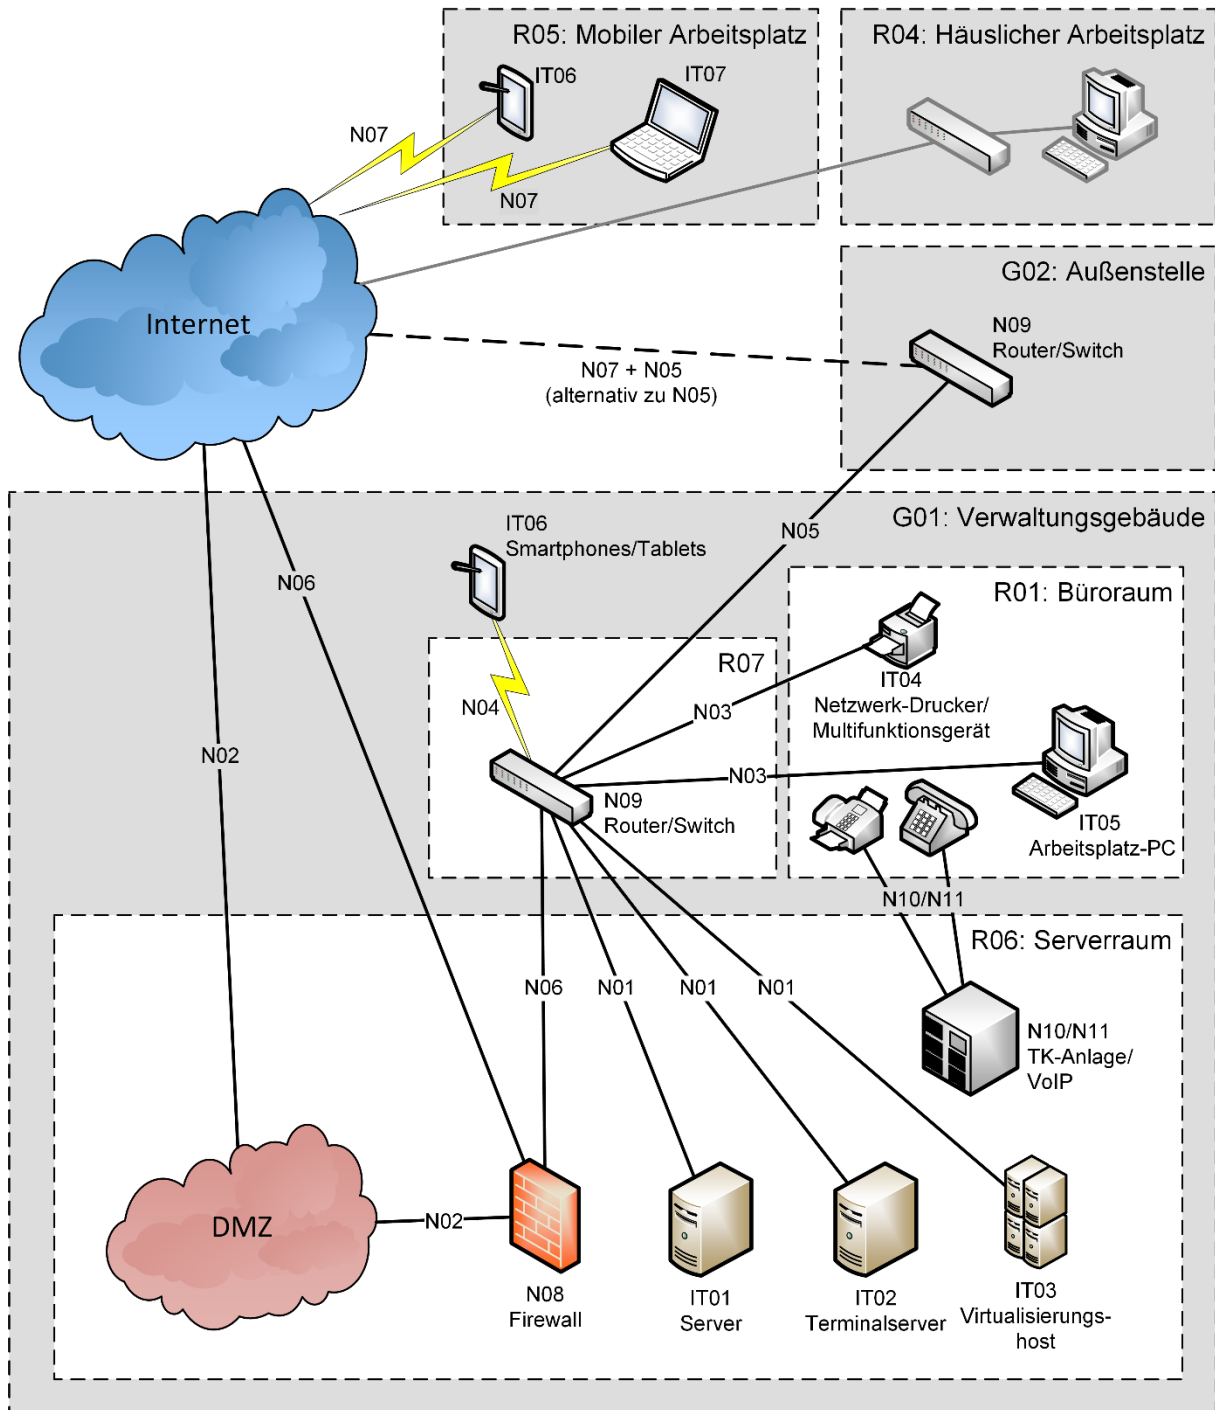 R05: Mobiler Arbeitsplatz
R04: Häuslicher Arbeitsplatz
IT06
IT07
N07
N07
G02: Außenstelle
Internet
N09
Router/Switch
N07 + N05
(alternativ zu N05)
G01: Verwaltungsgebäude
IT06
Smartphones/Tablets
N05
N06
R01: Büroraum
R07
IT04
Netzwerk-Drucker/
Multifunktionsgerät
N04
N03
N02
N03
N09
Router/Switch
IT05
Arbeitsplatz-PC
N10/N11
R06: Serverraum
N06
N01
N01
N01
N10/N11
TK-Anlage/
VoIP
DMZ
N02
N08
Firewall
IT01
Server
IT02
Terminalserver
IT03
Virtualisierungs-
host